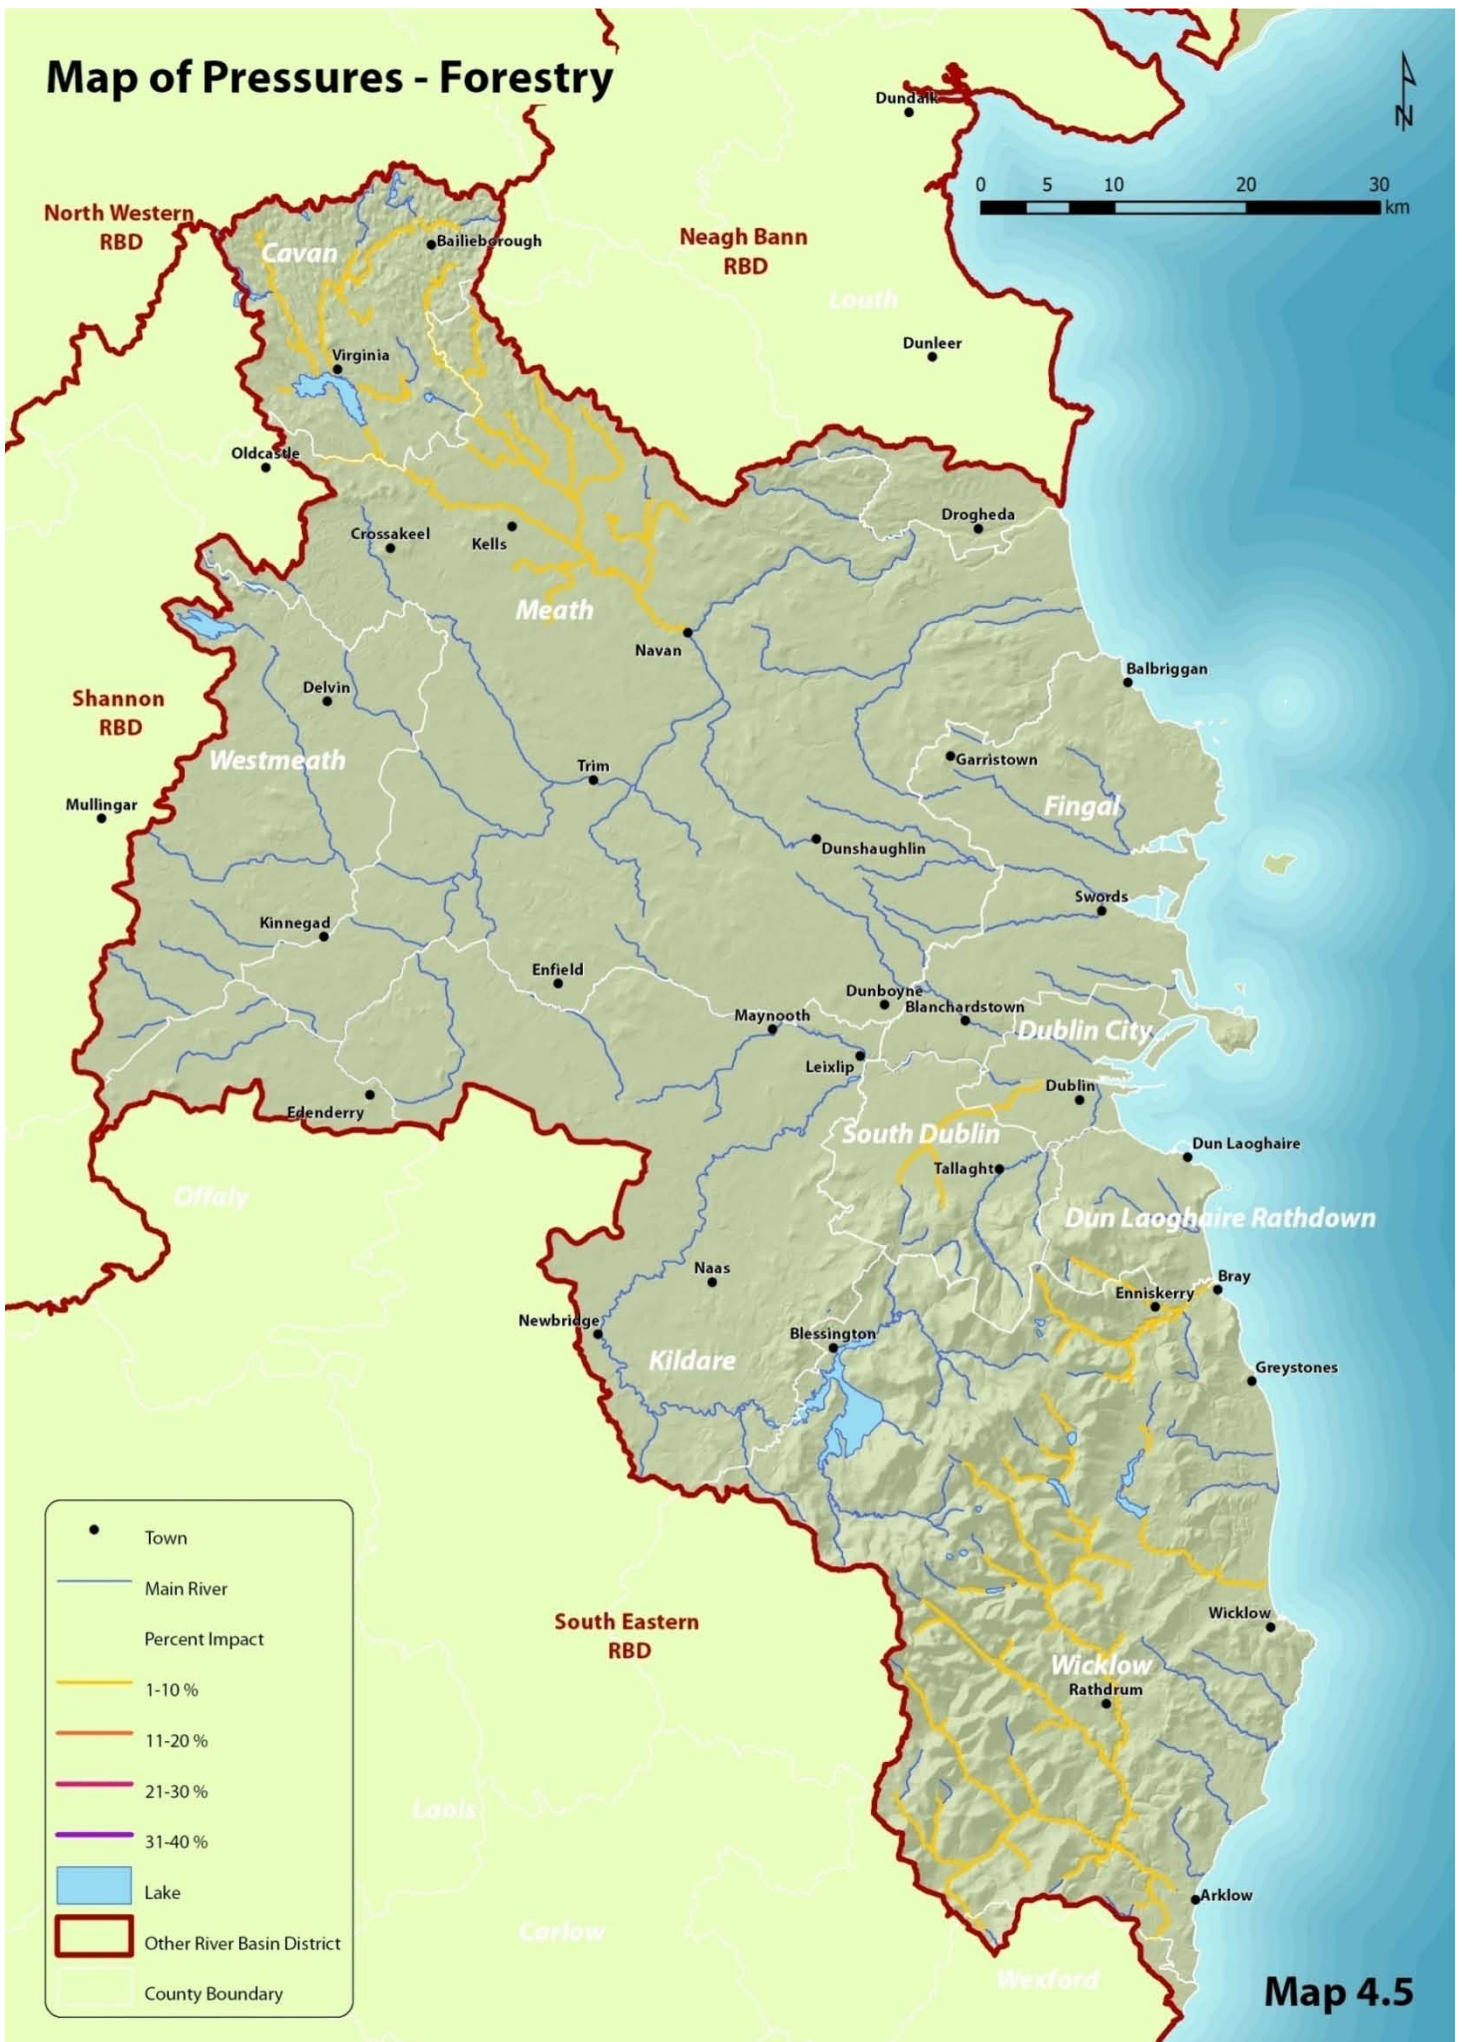 Map of Pressures - Forestry
N
0 5 10 20 30
km
Dundalk
North Western
RBD
Cavan
Bailieborough
Neagh Bann
RBD
Louth
Dunleer
Virginia
Oldcastle
Crossakeel
Kells
Drogheda
Meath
Navan
Balbriggan
Shannon
RBD
Delvin
Westmeath
Trim
Garristown
Fingal
Mullingar
Dunshaughlin
Swords
Kinnegad
Enfield
Dunboyne
Blanchardstown
Maynooth
Dublin City
Leixlip
Dublin
Edenderry
South Dublin
Dun Laoghaire
Tallaght
Offaly
Dun Laoghaire Rathdown
Naas
Bray
Enniskerry
Newbridge
Blessington
Kildare
Greystones
South Eastern
RBD
Wicklow
Wicklow
Rathdrum
Laois
Arklow
Carlow
Wexford
Town
Main River
Percent Impact
1-10 %
11-20 %
21-30 %
31-40 %
Lake
Other River Basin District
County Boundary
Map 4.5